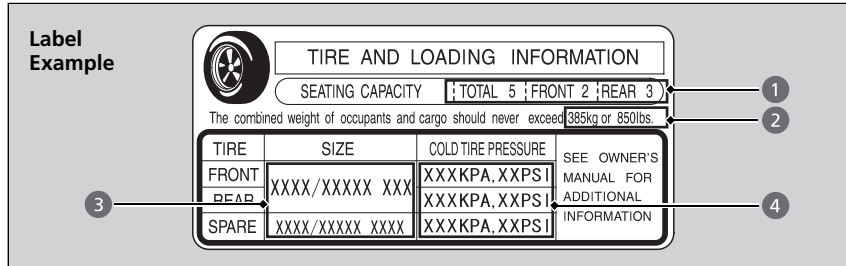 Label
Example
TIRE AND LOADING INFORMATION
SEATING CAPACITY TOTAL 5 FRONT 2 REAR 3
1
The combined weight of occupants and cargo should never exceed 385kg or 850lbs.
2
TIRE SIZE COLD TIRE PRESSURE SEE OWNER'S
MANUAL FOR
ADDITIONAL
INFORMATION
FRONT XXXX/XXXXX XXX XXXKPA,XXPSI
REAR XXXKPA,XXPSI
3
4
SPARE XXXX/XXXXX XXXX XXXKPA,XXPSI